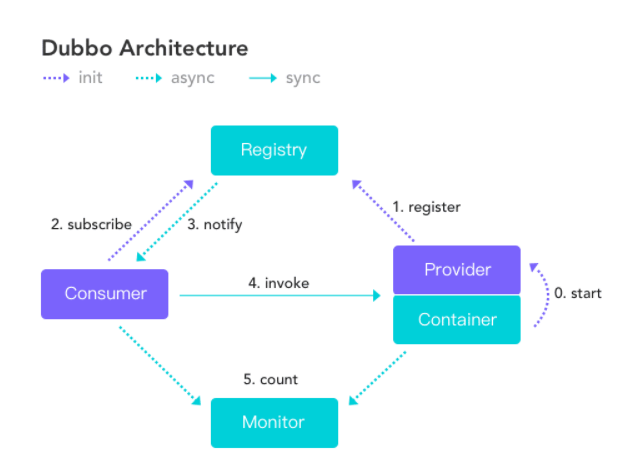 Dubbo Architecture
init async sync
Registry
1. register
2. subscribe 3. notify
Provider
Consumer 4. invoke 0. start
Container
5. count
Monitor